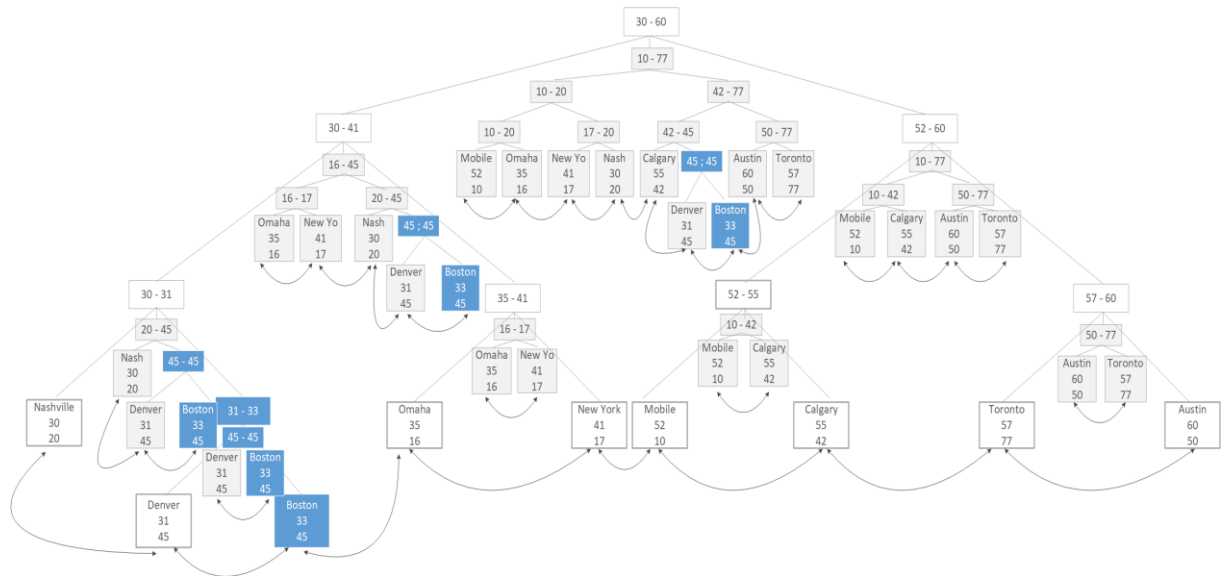 30 - 60
10 - 77
10 - 20
42 - 77
30 - 41
10 - 20
17 - 20
42 - 45
50 - 77
52 - 60
Mobile
52
10
Omaha
35
16
New Yo
41
17
Nash
30
20
Calgary
55
42
45 ; 45
Austin
60
50
Toronto
57
77
Denver
31
45
Boston
33
45
16 - 45
16 - 17
20 - 45
Omaha
35
16
New Yo
41
17
Nash
30
20
45 ; 45
Denver
31
45
Boston
33
45
10 - 77
10 - 42
50 - 77
Mobile
52
10
Calgary
55
42
Austin
60
50
Toronto
57
77
30 - 31
20 - 45
Nash
30
20
45 - 45
Denver
31
45
Boston
33
45
35 - 41
16 - 17
Omaha
35
16
New Yo
41
17
52 - 55
10 - 42
Mobile
52
10
Calgary
55
42
57 - 60
50 - 77
Austin
60
50
Toronto
57
77
Nashville
30
20
31 - 33
45 - 45
Denver
31
45
Boston
33
45
Denver
31
45
Boston
33
45
Omaha
35
16
New York
41
17
Mobile
52
10
Calgary
55
42
Toronto
57
77
Austin
60
50